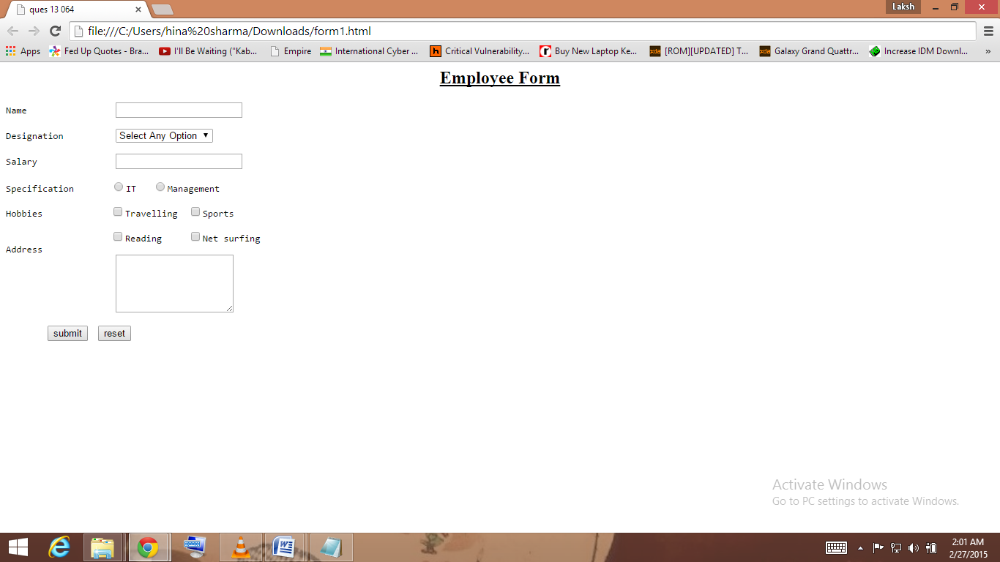 ques 13 064
Laksh
file:///C:/Users/hina%20sharma/Downloads/form1.html
Apps Fed Up Quotes - Bra... I'll Be Waiting ("Kab... Empire International Cyber ... Critical Vulnerability... Buy New Laptop Ke... [ROM][UPDATED] T... Galaxy Grand Quattr... Increase IDM Downl... »
Employee Form
Name
Designation Select Any Option
Salary
Specification IT Management
Hobbies Travelling Sports
Reading Net surfing
Address
submit reset
Activate Windows
Go to PC settings to activate Windows.
2:01 AM
2/27/2015